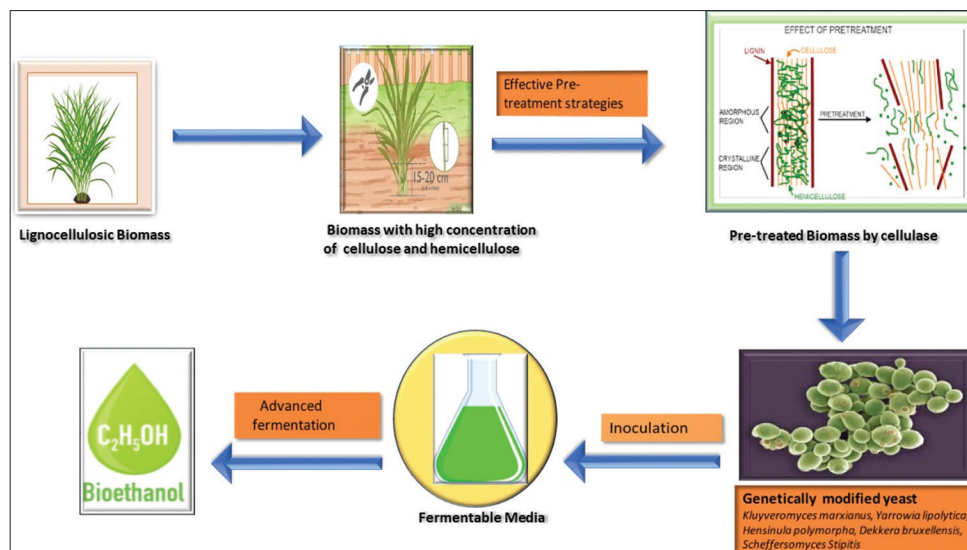 Lignocellulosic Biomass
15-20 cm
Biomass with high concentration
of cellulose and hemicellulose
Effective Pre-
treatment strategies
EFFECT OF PRETREATMENT
LIGNIN
CELLULOSE
AMORPHOUS
REGION
PRETREATMENT
CRYSTALLINE
REGION
HEMICELLULOSE
Pre-treated Biomass by cellulase
Genetically modified yeast
Kluyveromyces marxianus, Yarrowia lipolytica,
Hensinula polymorpha, Dekkera bruxellensis,
Scheffersomyces Stipitis
Inoculation
Fermentable Media
Advanced
fermentation
C₂H₅OH
Bioethanol